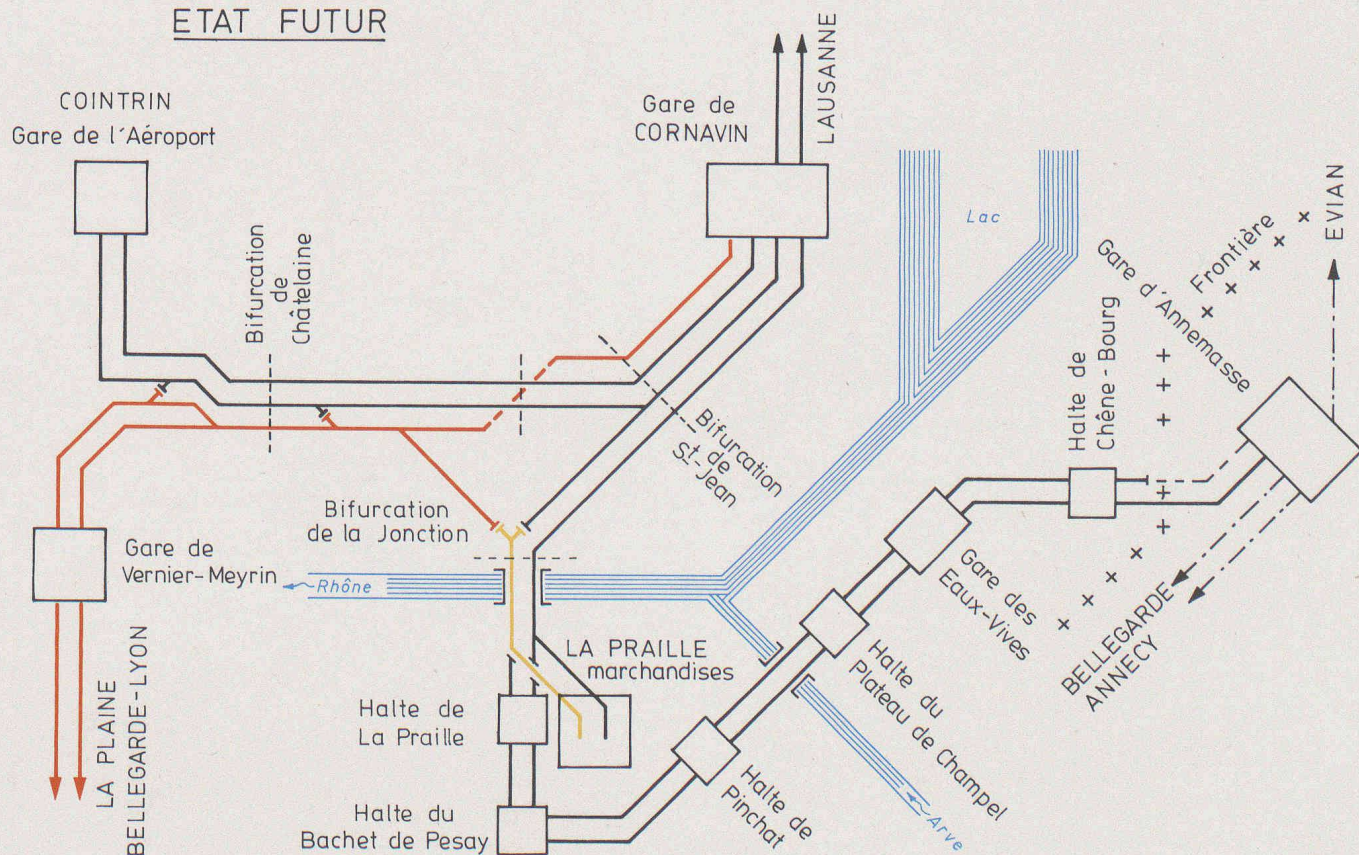 ETAT FUTUR
COINTRIN
Gare de l'Aéroport
Gare de
CORNAVIN
LAUSANNE
Lac
Bifurcation
de
Châtelaine
Frontière
EVIAN
Gare d'Annemasse
Halte de
Chêne-Bourg
Bifurcation
de
St-Jean
Bifurcation
de la Jonction
Gare de
Vernier-Meyrin
Rhône
Gare des
Eaux-Vives
BELLEGARDE
ANNECY
LA PRAILLE
marchandises
Halte du
Plateau de Champel
Halte de
La Praille
LA PLAINE
BELLEGARDE-LYON
Halte de
Pinchat
Halte du
Bachet de Pesay
Arve